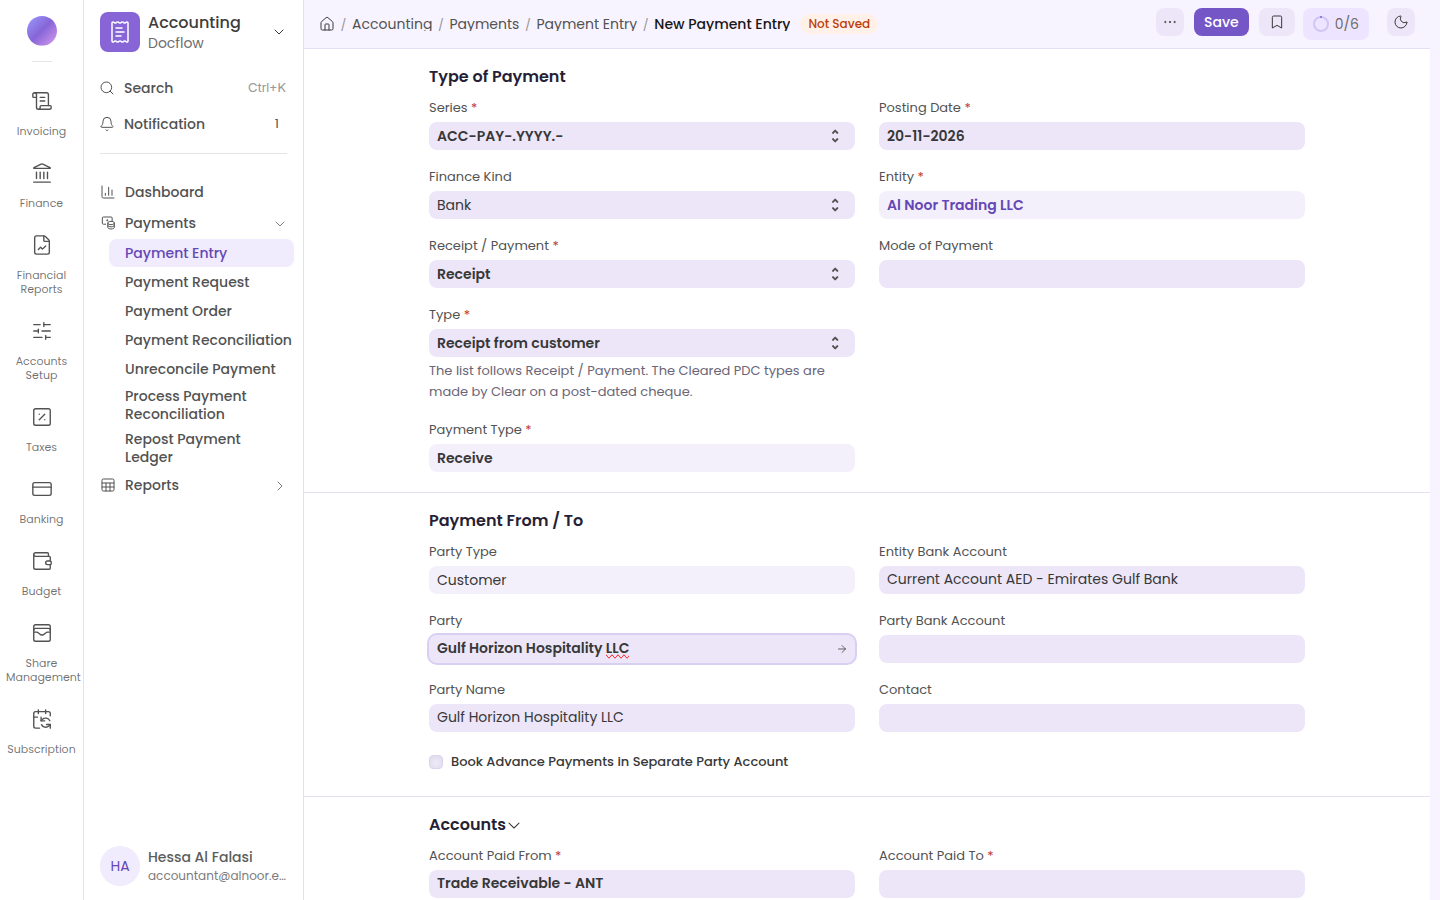 Accounting
Docflow
Search Ctrl+K
Notification 1
Dashboard
Payments
Payment Entry
Payment Request
Payment Order
Payment Reconciliation
Unreconcile Payment
Process Payment
Reconciliation
Repost Payment
Ledger
Reports
Hessa Al Falasi
accountant@alnoor.e...
Invoicing
Finance
Financial
Reports
Accounts
Setup
Taxes
Banking
Budget
Share
Management
Subscription
HA
/ Accounting / Payments / Payment Entry / New Payment Entry Not Saved
... Save 0/6
Type of Payment
Series *
ACC-PAY-.YYYY.-
Posting Date *
20-11-2026
Finance Kind
Bank
Entity *
Al Noor Trading LLC
Receipt / Payment *
Receipt
Mode of Payment
Type *
Receipt from customer
The list follows Receipt / Payment. The Cleared PDC types are
made by Clear on a post-dated cheque.
Payment Type *
Receive
Payment From / To
Party Type
Customer
Entity Bank Account
Current Account AED - Emirates Gulf Bank
Party
Gulf Horizon Hospitality LLC
Party Bank Account
Party Name
Gulf Horizon Hospitality LLC
Contact
Book Advance Payments in Separate Party Account
Accounts
Account Paid From *
Trade Receivable - ANT
Account Paid To *